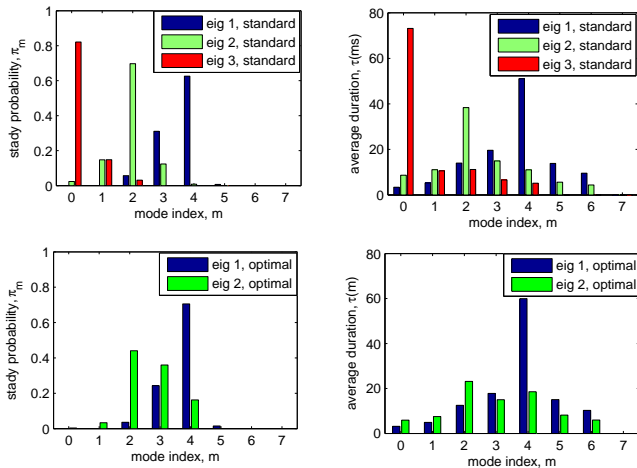 1
0.8
0.6
0.4
0.2
0
stady probability, π_m
eig 1, standard
eig 2, standard
eig 3, standard
0 1 2 3 4 5 6 7
mode index, m
80
60
40
20
0
average duration, τ(ms)
eig 1, standard
eig 2, standard
eig 3, standard
0 1 2 3 4 5 6 7
mode index, m
1
0.8
0.6
0.4
0.2
0
stady probability, π_m
eig 1, optimal
eig 2, optimal
0 1 2 3 4 5 6 7
mode index, m
80
60
40
20
0
average duration, τ(m)
eig 1, optimal
eig 2, optimal
0 1 2 3 4 5 6 7
mode index, m